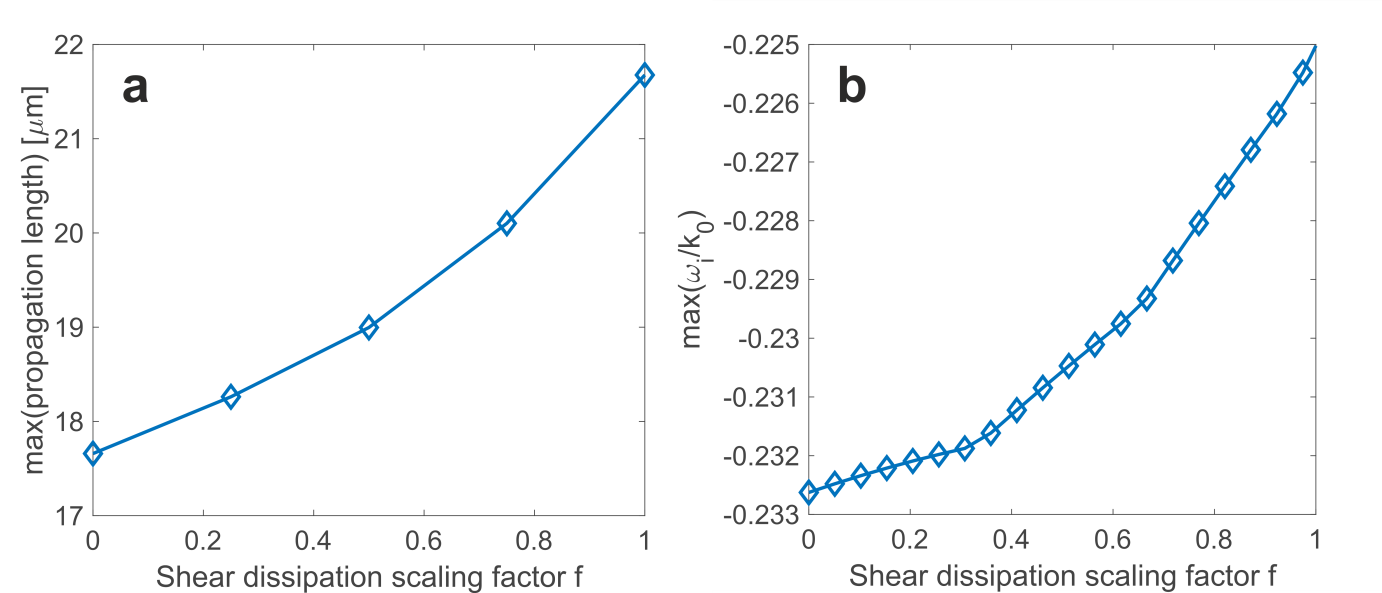 a
22
21
20
19
18
17
0 0.2 0.4 0.6 0.8 1
Shear dissipation scaling factor f
max(propagation length) [μm]
b
-0.225
-0.226
-0.227
-0.228
-0.229
-0.23
-0.231
-0.232
-0.233
0 0.2 0.4 0.6 0.8 1
Shear dissipation scaling factor f
max(ω_i/k_0)